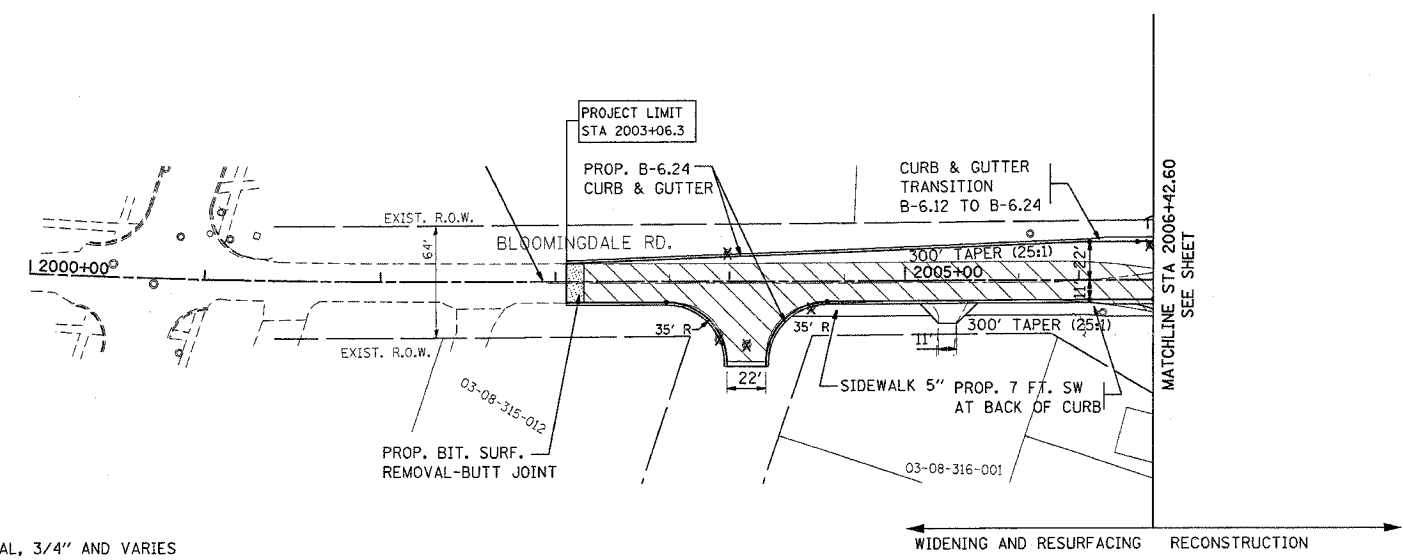 PROJECT LIMIT
STA 2003+06.3
PROP. B-6.24
CURB & GUTTER
CURB & GUTTER
TRANSITION
B-6.12 TO B-6.24
EXIST. R.O.W.
64'
BLOOMINGDALE RD.
300' TAPER (25:1)
22'
11'
2000+00
2005+00
MATCHLINE STA 2006+42.60
SEE SHEET
35' R
35' R
300' TAPER (25:1)
11'
EXIST. R.O.W.
22'
SIDEWALK 5"
PROP. 7 FT. SW
AT BACK OF CURB
03-08-315-012
PROP. BIT. SURF.
REMOVAL-BUTT JOINT
03-08-316-001
AL, 3/4" AND VARIES
WIDENING AND RESURFACING
RECONSTRUCTION